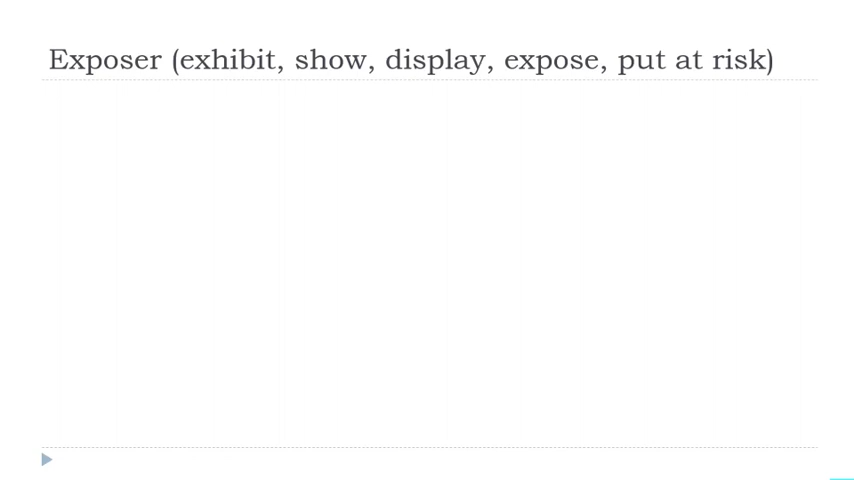 Exposer (exhibit, show, display, expose, put at risk)